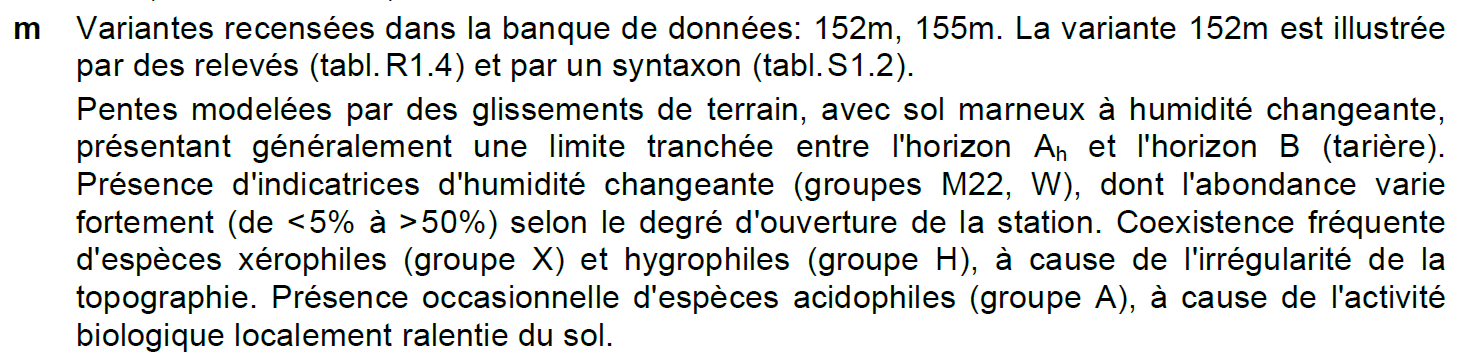 m Variantes recensées dans la banque de données: 152m, 155m. La variante 152m est illustrée
par des relevés (tabl.R1.4) et par un syntaxon (tabl.S1.2).
Pentes modelées par des glissements de terrain, avec sol marneux à humidité changeante,
présentant généralement une limite tranchée entre l'horizon Ah et l'horizon B (tarière).
Présence d'indicatrices d'humidité changeante (groupes M22, W), dont l'abondance varie
fortement (de <5% à >50%) selon le degré d'ouverture de la station. Coexistence fréquente
d'espèces xérophiles (groupe X) et hygrophiles (groupe H), à cause de l'irrégularité de la
topographie. Présence occasionnelle d'espèces acidophiles (groupe A), à cause de l'activité
biologique localement ralentie du sol.